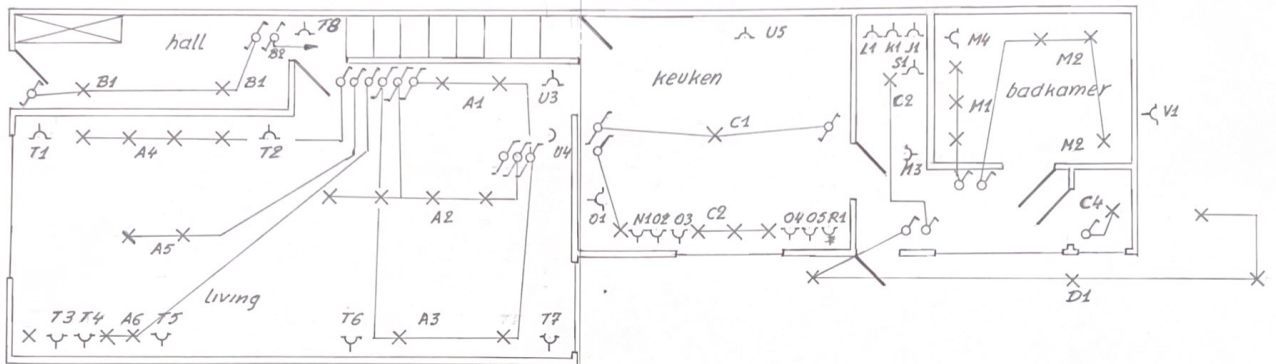 hall
T8
B2
B1
B1
A1
U3
T1
A4
T2
U4
A2
A5
living
T3 T4 A6 T5
T6
A3
T7
keuken
U5
C1
O1
N1 O2 O3 C2 O4 O5 R1
L1 K1 J1
S1
C2
M3
M4
M1
M2
badkamer
M2
V1
C4
D1